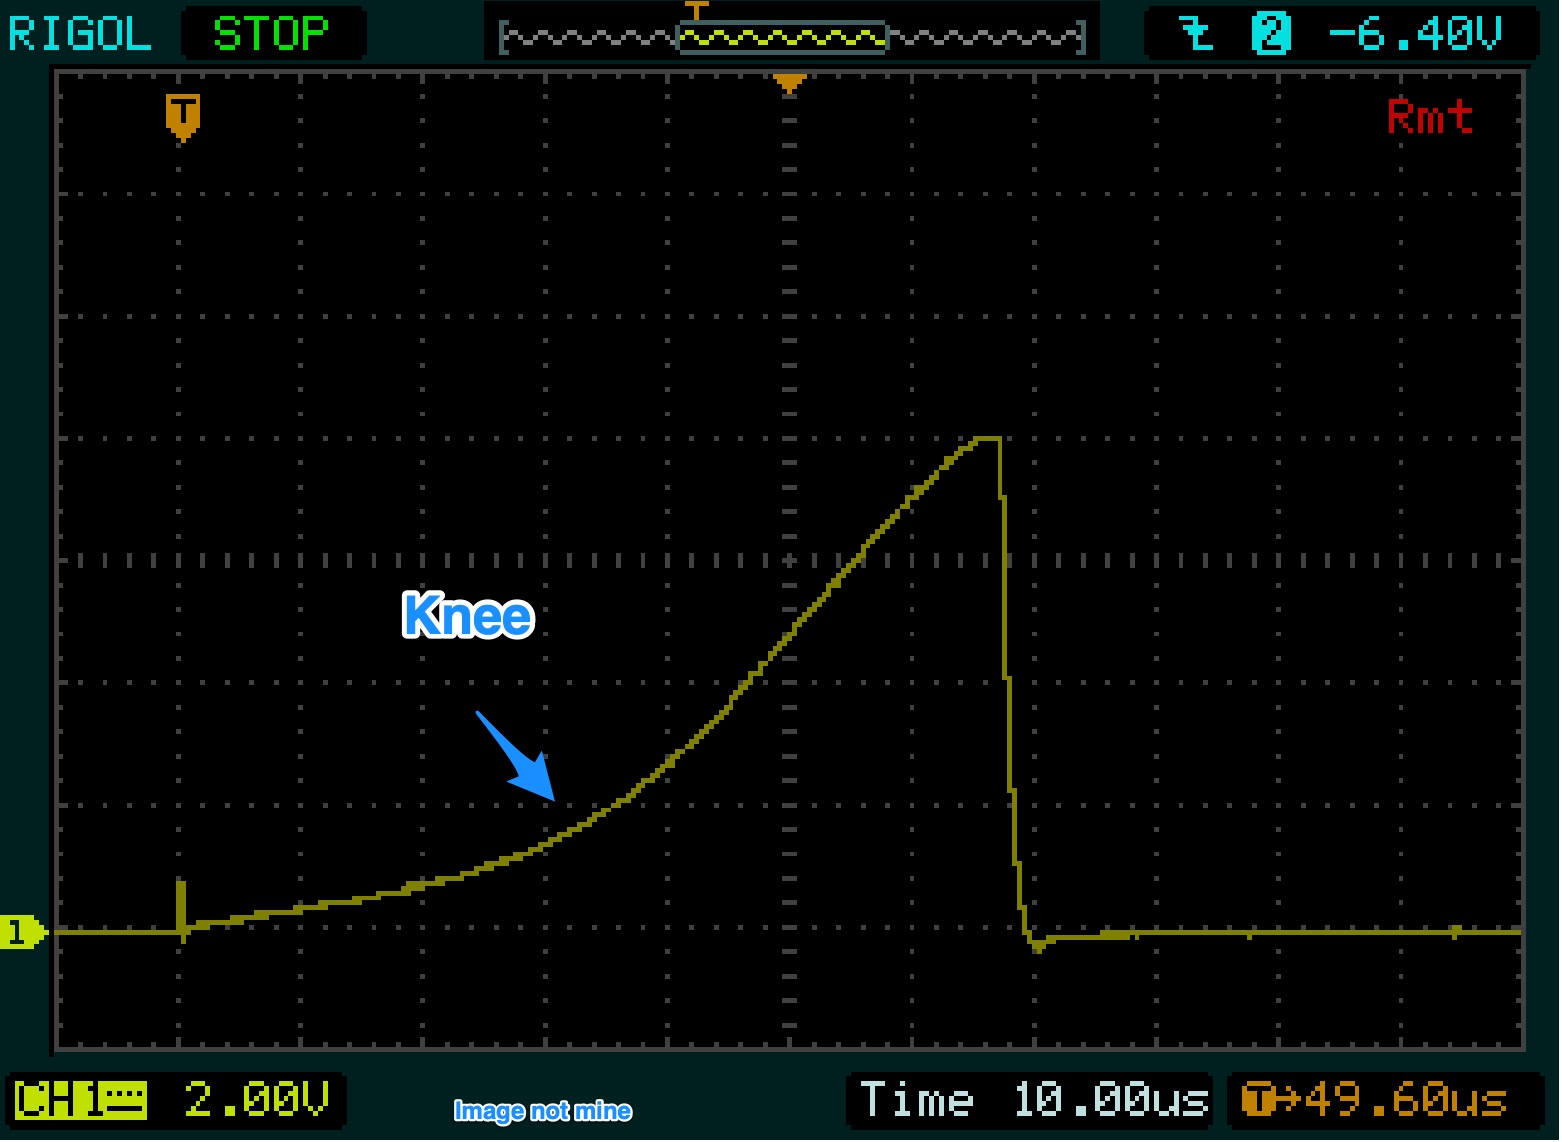 RIGOL STOP T 2 -6.40V
T Rmt
Knee
1
CH1 2.00V Image not mine Time 10.00us T→49.60us